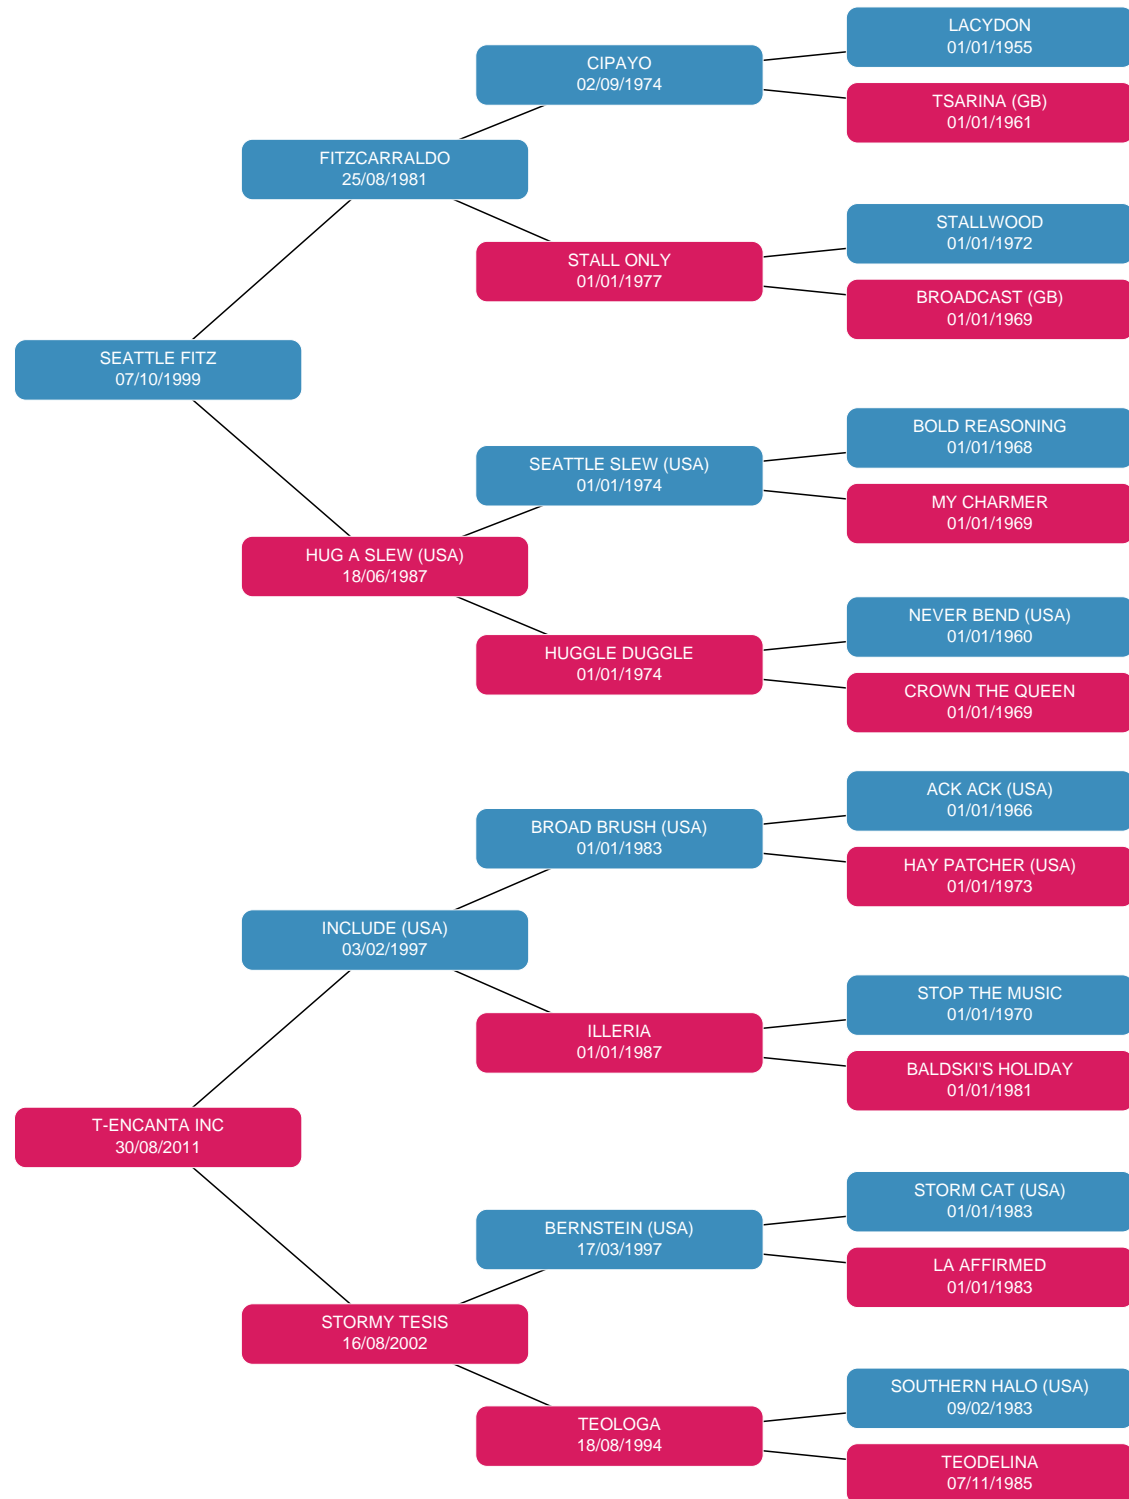 LACYDON
01/01/1955
CIPAYO
02/09/1974
TSARINA (GB)
01/01/1961
FITZCARRALDO
25/08/1981
STALLWOOD
01/01/1972
STALL ONLY
01/01/1977
BROADCAST (GB)
01/01/1969
SEATTLE FITZ
07/10/1999
BOLD REASONING
01/01/1968
SEATTLE SLEW (USA)
01/01/1974
MY CHARMER
01/01/1969
HUG A SLEW (USA)
18/06/1987
NEVER BEND (USA)
01/01/1960
HUGGLE DUGGLE
01/01/1974
CROWN THE QUEEN
01/01/1969
ACK ACK (USA)
01/01/1966
BROAD BRUSH (USA)
01/01/1983
HAY PATCHER (USA)
01/01/1973
INCLUDE (USA)
03/02/1997
STOP THE MUSIC
01/01/1970
ILLERIA
01/01/1987
BALDSKI'S HOLIDAY
01/01/1981
T-ENCANTA INC
30/08/2011
STORM CAT (USA)
01/01/1983
BERNSTEIN (USA)
17/03/1997
LA AFFIRMED
01/01/1983
STORMY TESIS
16/08/2002
SOUTHERN HALO (USA)
09/02/1983
TEOLOGA
18/08/1994
TEODELINA
07/11/1985